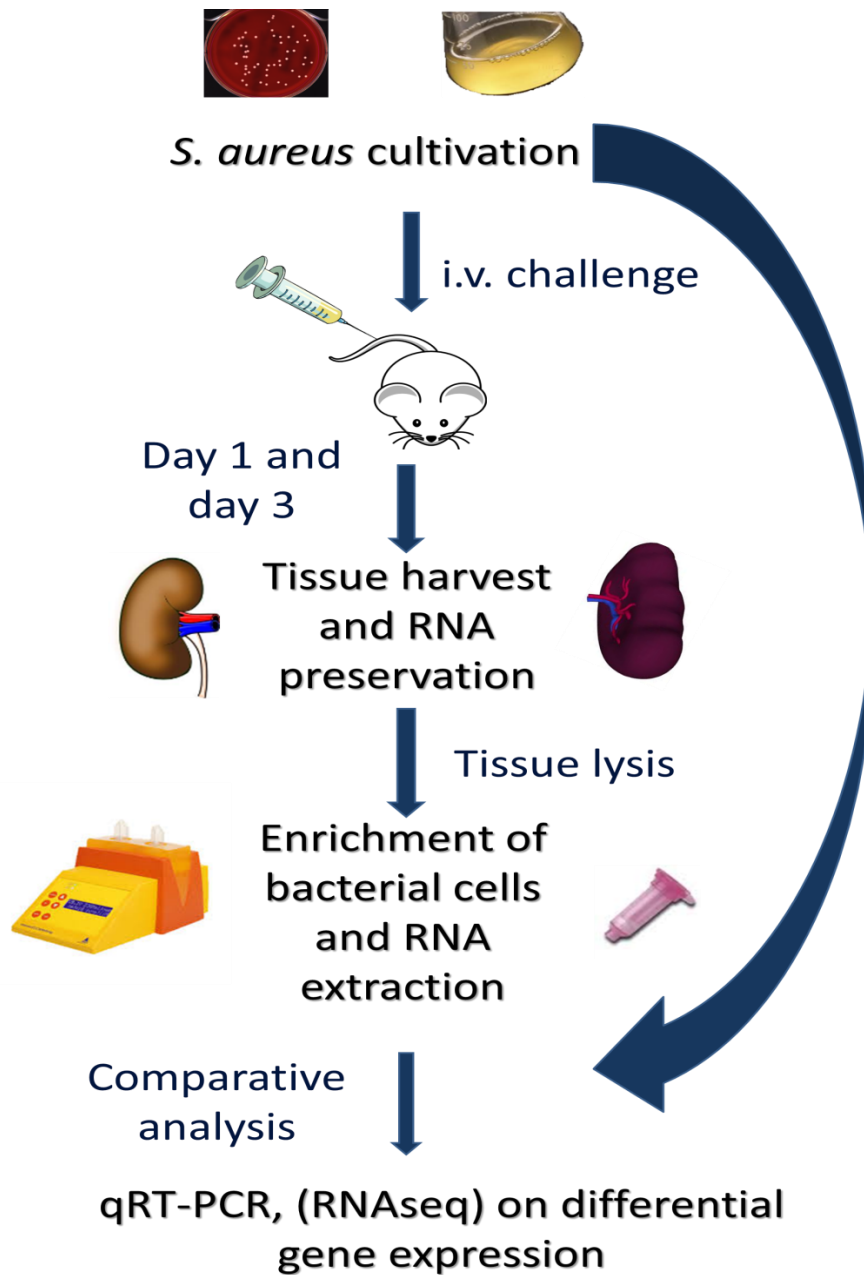 S. aureus cultivation
i.v. challenge
Day 1 and
day 3
Tissue harvest
and RNA
preservation
Tissue lysis
Enrichment of
bacterial cells
and RNA
extraction
Comparative
analysis
qRT-PCR, (RNAseq) on differential
gene expression